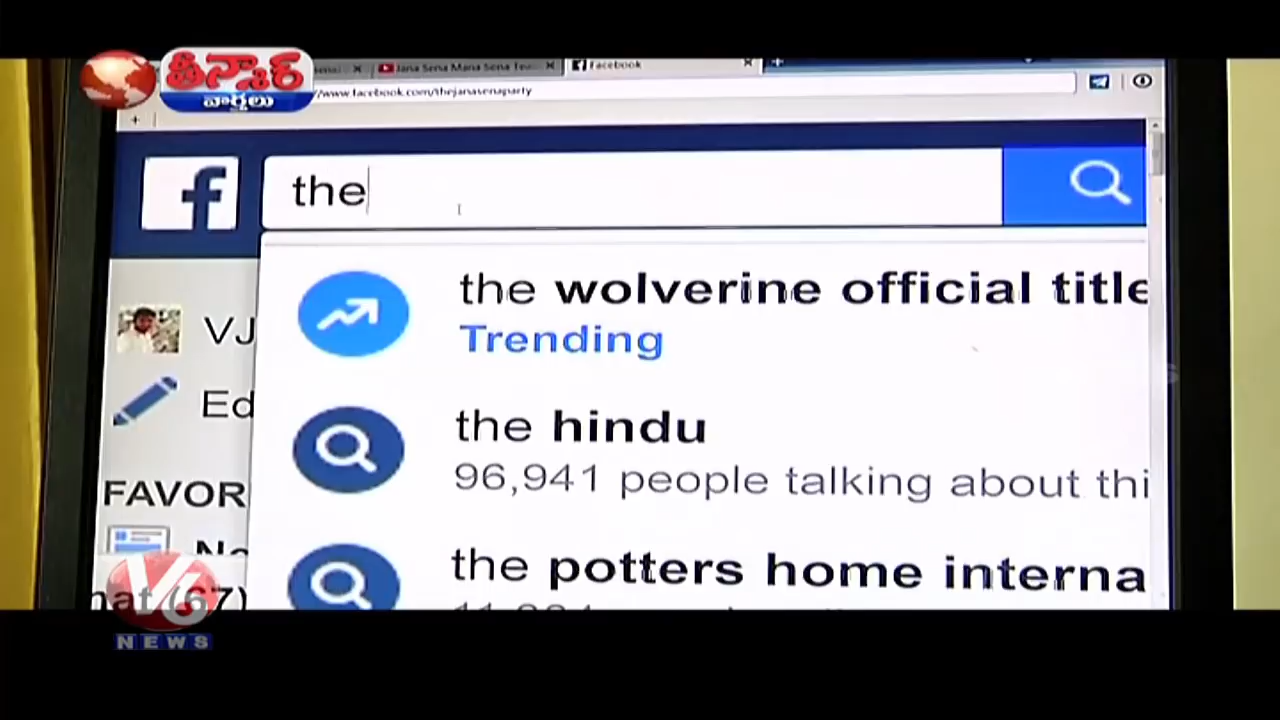 తీన్మార్
వార్తలు
Jana Sena Mana Sena
Facebook
/www.facebook.com/thejanasenaparty
f
the
the wolverine official title
Trending
VJ
the hindu
Ed
96,941 people talking about thi
FAVOR
the potters home interna
(67)
V6
NEWS